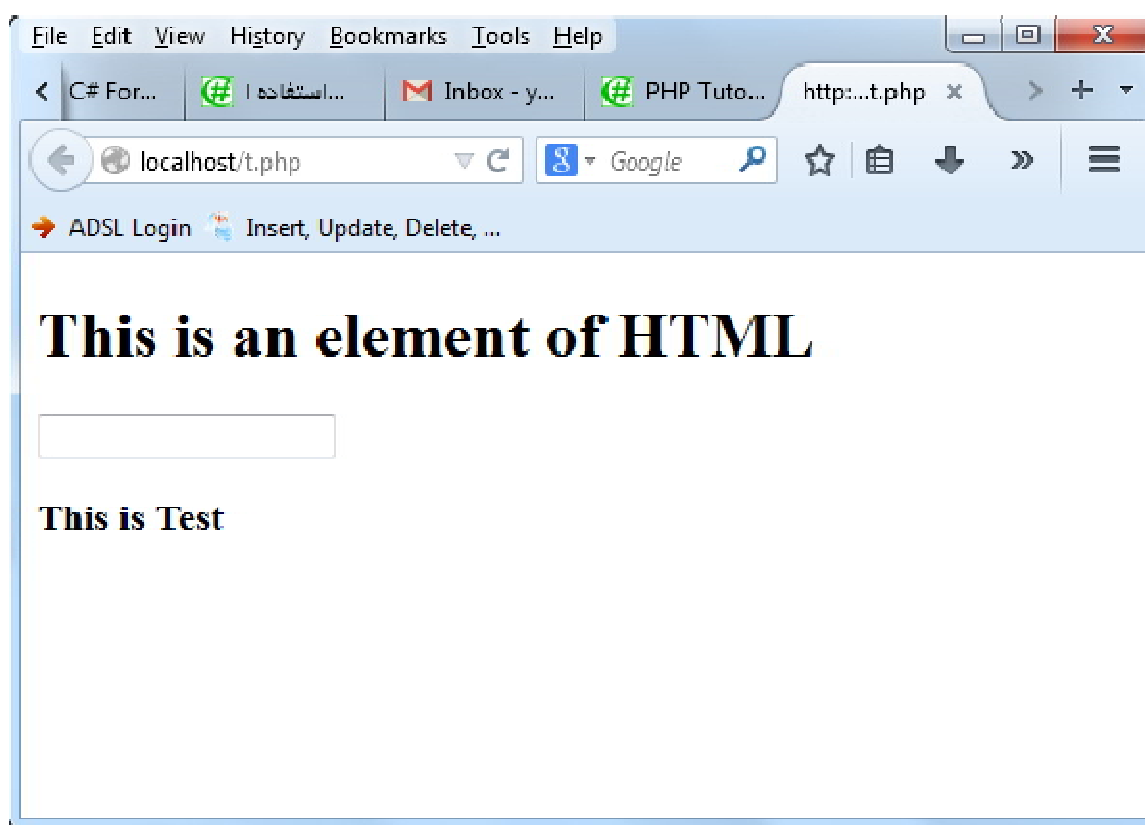 File Edit View History Bookmarks Tools Help
C# For... استفاده ا... Inbox - y... PHP Tuto... http:...t.php
localhost/t.php Google
ADSL Login Insert, Update, Delete, ...
This is an element of HTML
This is Test